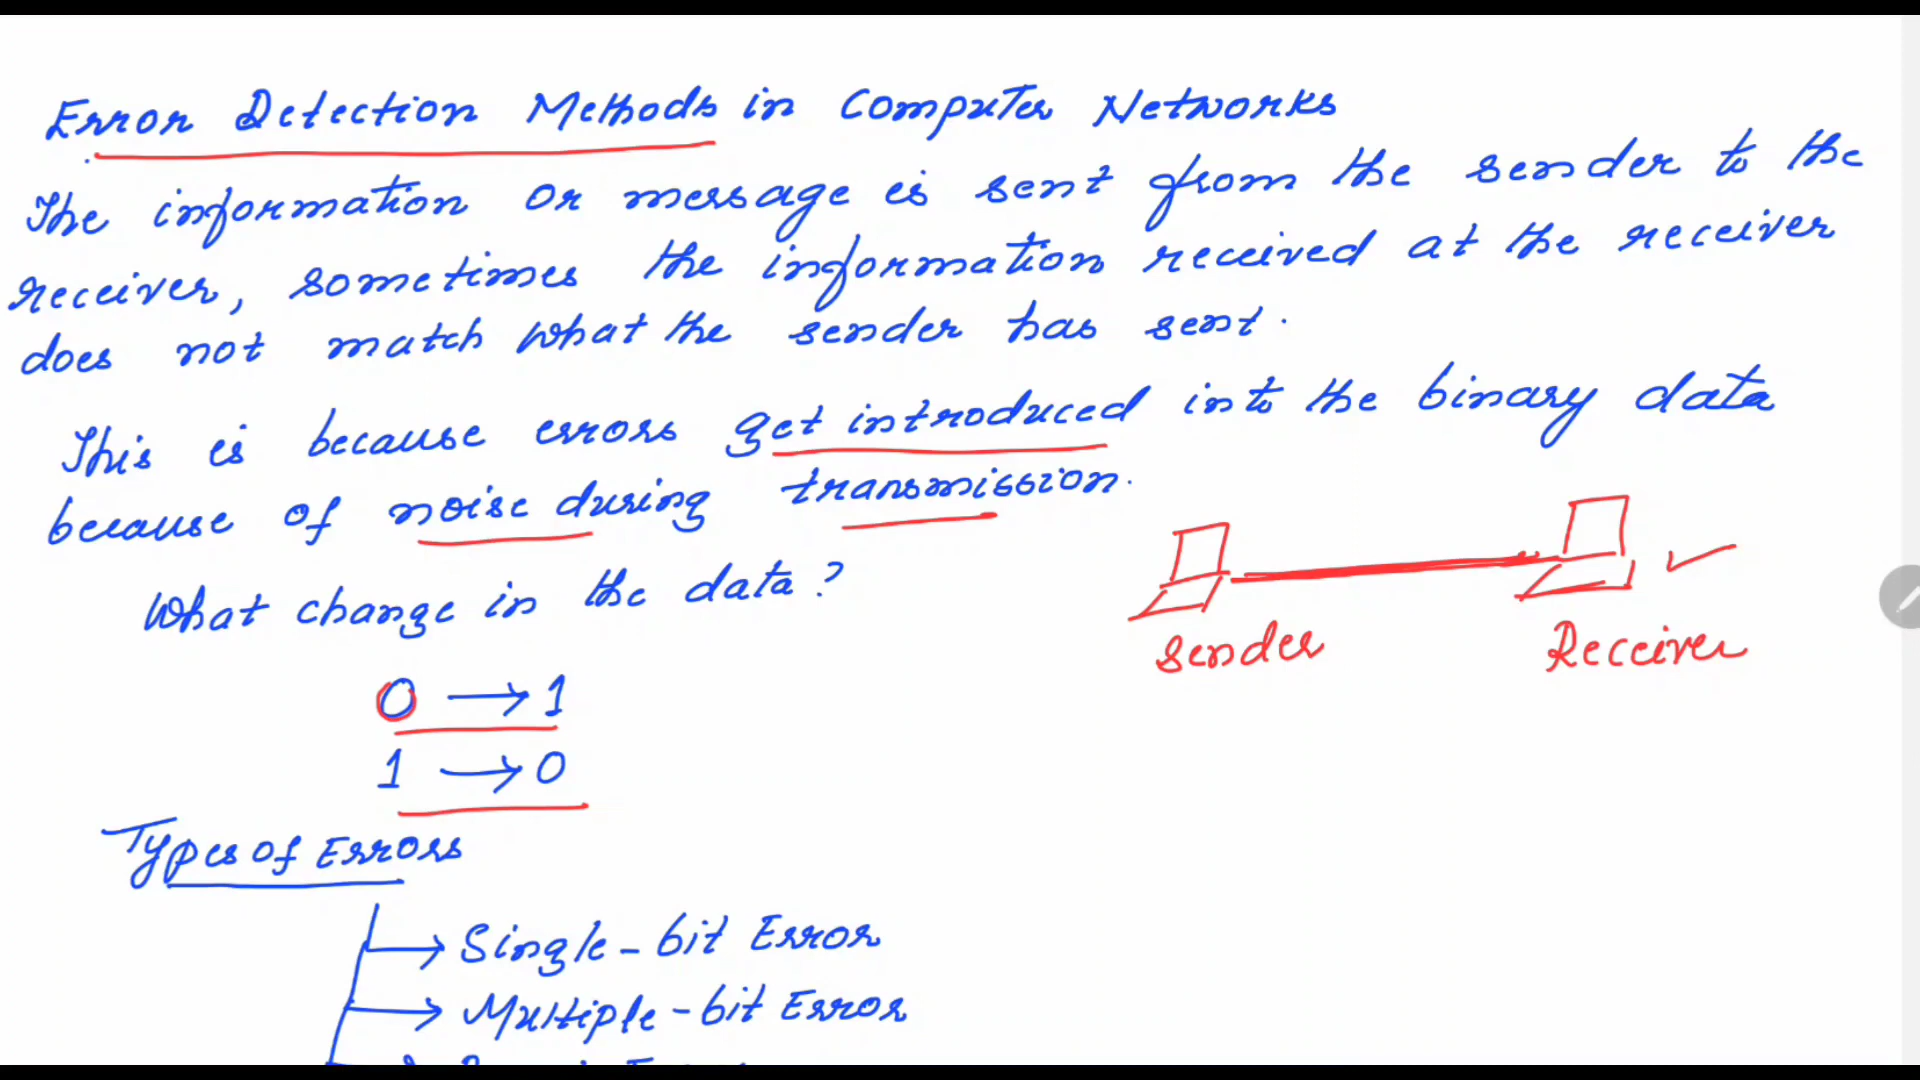 Error Detection Methods in Computer Networks
The information or message is sent from the sender to the
receiver, sometimes the information received at the receiver
does not match what the sender has sent.
This is because errors get introduced into the binary data
because of noise during transmission.
What change in the data?
Sender Receiver
0 → 1
1 → 0
Types of Errors
→ Single-bit Error
→ Multiple-bit Error